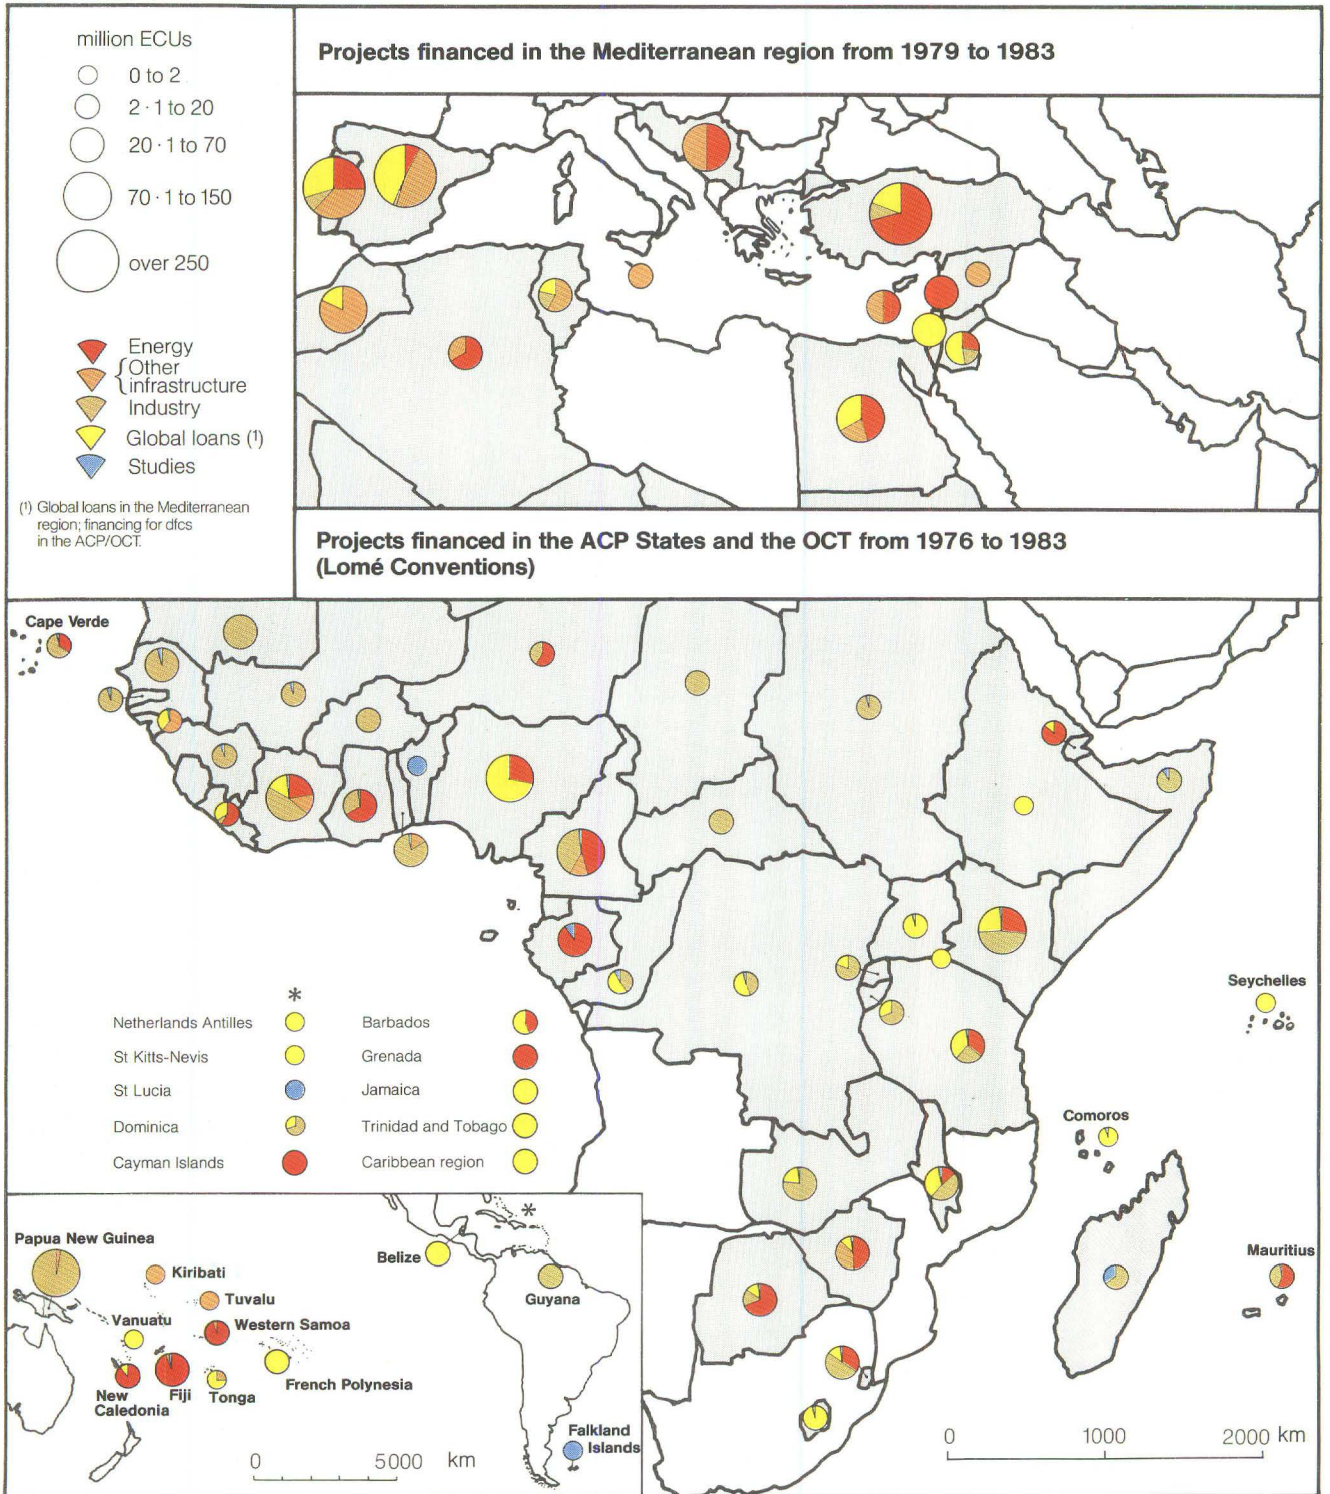 million ECUs
0 to 2
2·1 to 20
20·1 to 70
70·1 to 150
over 250
Energy
Other
infrastructure
Industry
Global loans (1)
Studies
(1) Global loans in the Mediterranean
region; financing for dfcs
in the ACP/OCT.
Projects financed in the Mediterranean region from 1979 to 1983
Projects financed in the ACP States and the OCT from 1976 to 1983
(Lomé Conventions)
Cape Verde
Seychelles
Comoros
Mauritius
*
Netherlands Antilles
St Kitts-Nevis
St Lucia
Dominica
Cayman Islands
Barbados
Grenada
Jamaica
Trinidad and Tobago
Caribbean region
Papua New Guinea
Kiribati
Tuvalu
Vanuatu
Western Samoa
French Polynesia
New
Caledonia
Fiji
Tonga
*
Belize
Guyana
Falkland
Islands
0 5000 km
0 1000 2000 km